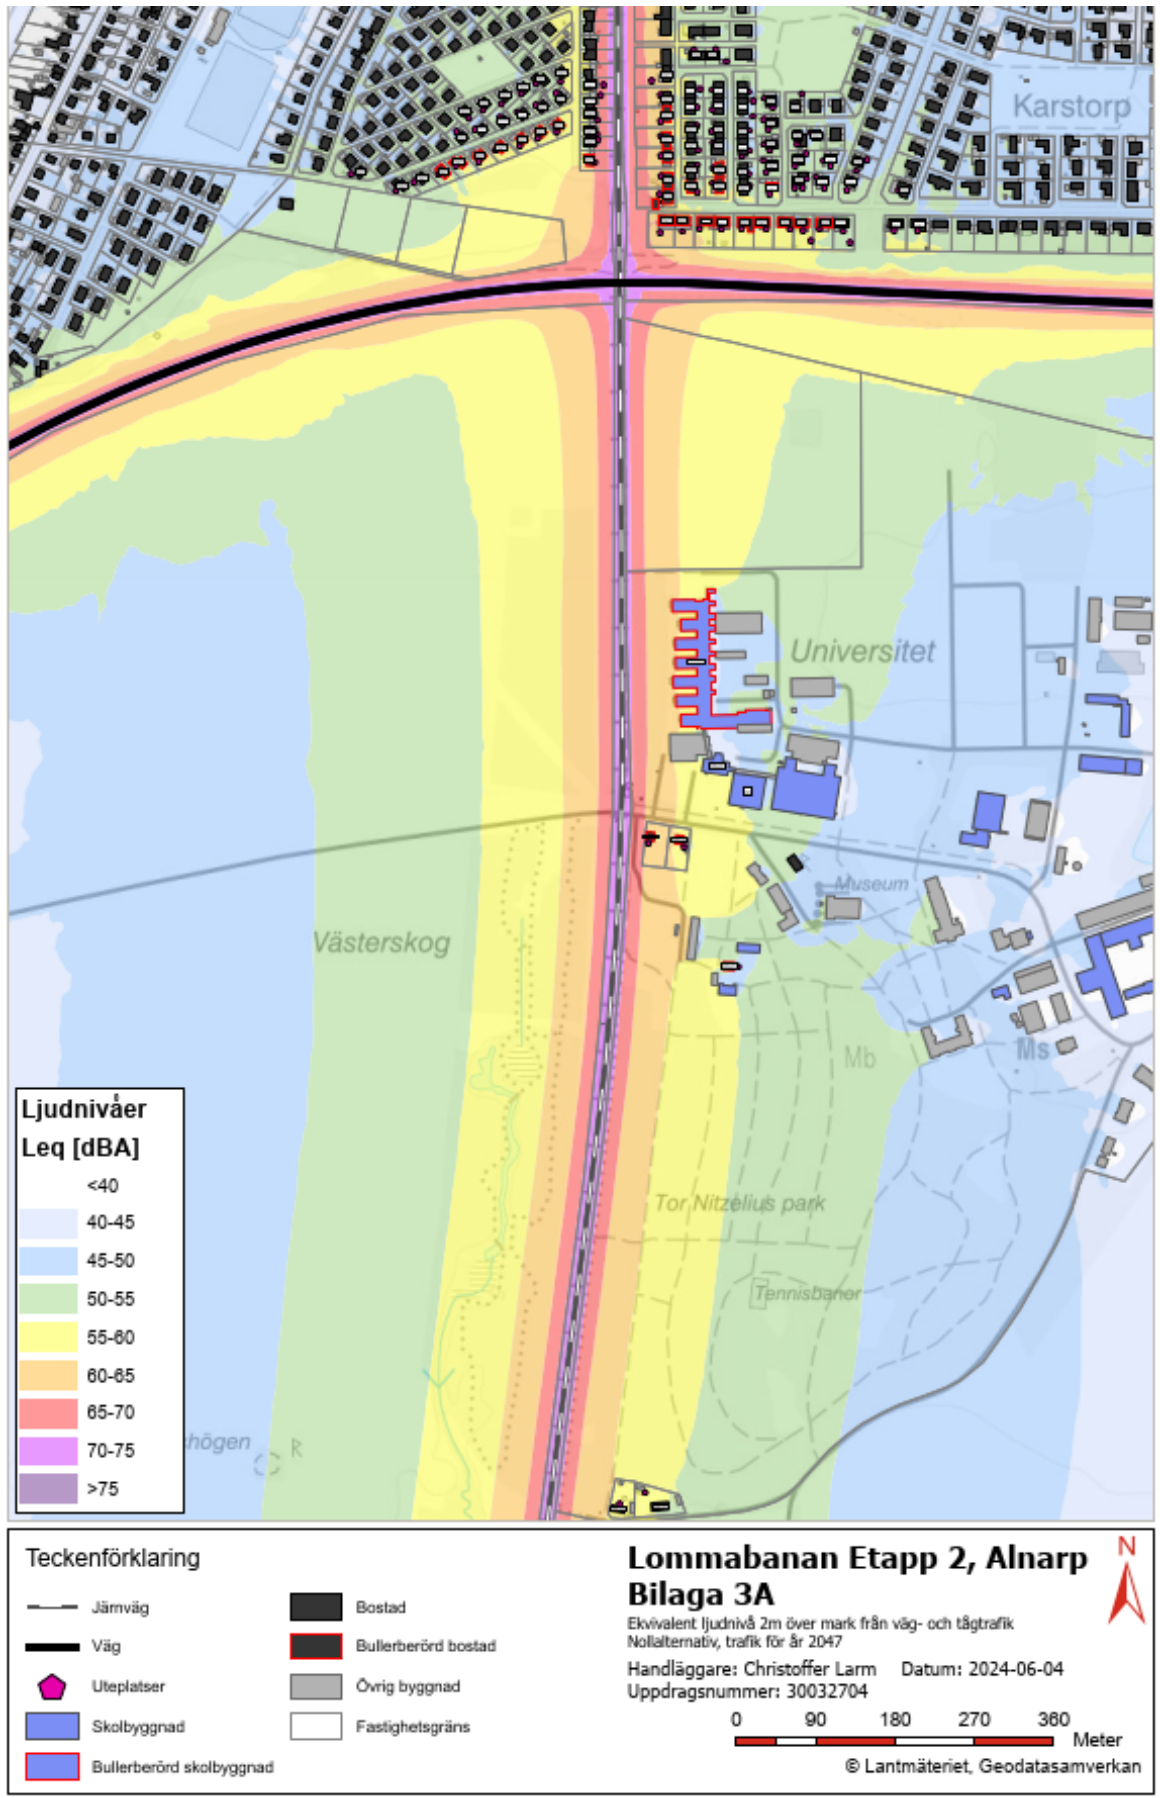 Karstorp
Universitet
Museum
Västerskog
Mb
Ms
Tor Nitzelius park
Tennisbanor
högen
R
Ljudnivåer
Leq [dBA]
<40
40-45
45-50
50-55
55-60
60-65
65-70
70-75
>75
Teckenförklaring
Järnväg
Väg
Uteplatser
Skolbyggnad
Bullerberörd skolbyggnad
Bostad
Bullerberörd bostad
Övrig byggnad
Fastighetsgräns
Lommabanan Etapp 2, Alnarp
Bilaga 3A
Ekvivalent ljudnivå 2m över mark från väg- och tågtrafik
Nollalternativ, trafik för år 2047
Handläggare: Christoffer Larm Datum: 2024-06-04
Uppdragsnummer: 30032704
N
0 90 180 270 360
Meter
© Lantmäteriet, Geodatasamverkan